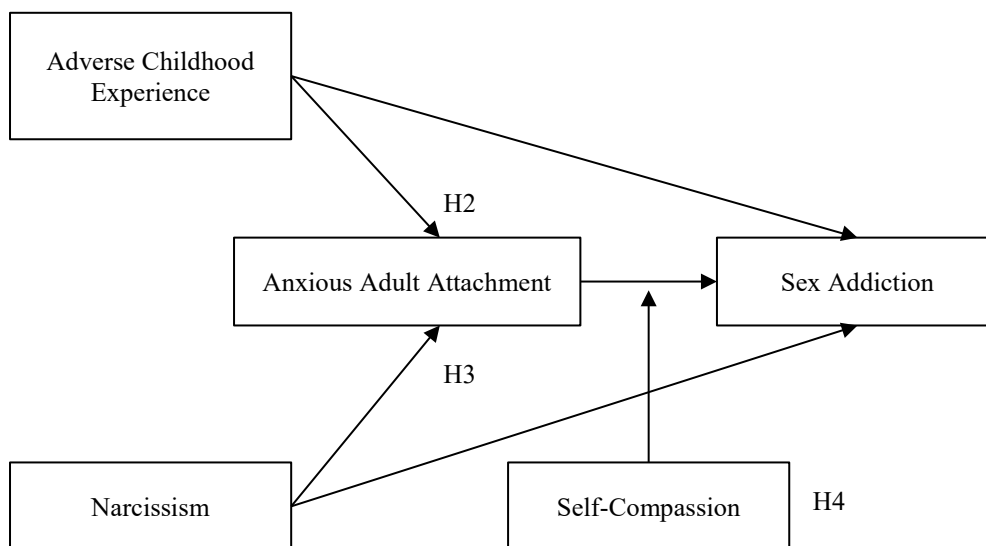 Adverse Childhood
Experience
H2
Anxious Adult Attachment
Sex Addiction
H3
Narcissism
Self-Compassion
H4